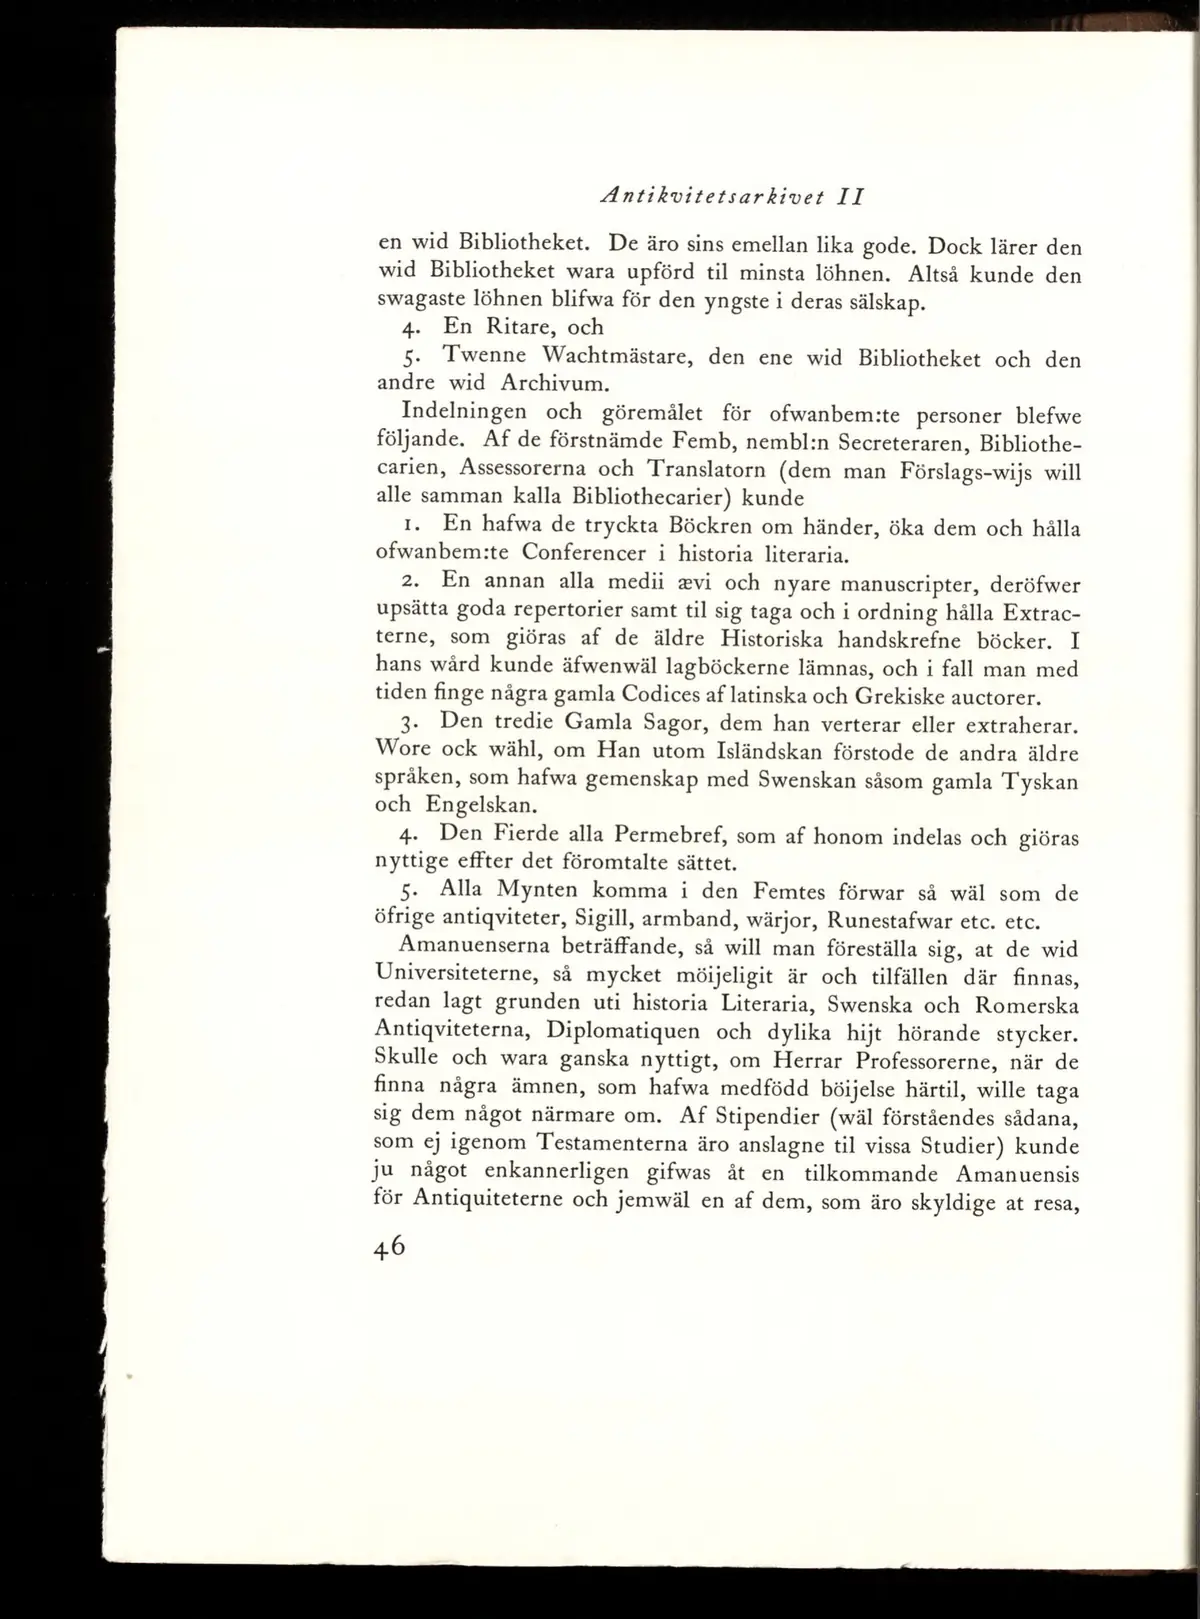 Antikvitetsarkivet II
en wid Bibliotheket. De äro sins emellan lika gode. Dock lärer den
wid Bibliotheket wara upförd til minsta löhnen. Altså kunde den
swagaste löhnen blifwa för den yngste i deras sälskap.
4. En Ritare, och
5. Twenne Wachtmästare, den ene wid Bibliotheket och den
andre wid Archivum.
Indelningen och göremålet för ofwanbem:te personer blefwe
följande. Af de förstnämde Femb, nembl:n Secreteraren, Bibliothe-
carien, Assessorerna och Translatorn (dem man Förslags-wijs will
alle samman kalla Bibliothecarier) kunde
1. En hafwa de tryckta Böckren om händer, öka dem och hålla
ofwanbem:te Conferencer i historia literaria.
2. En annan alla medii ævi och nyare manuscripter, deröfwer
upsätta goda repertorier samt til sig taga och i ordning hålla Extrac-
terne, som giöras af de äldre Historiska handskrefne böcker. I
hans wård kunde äfwenwäl lagböckerne lämnas, och i fall man med
tiden finge några gamla Codices af latinska och Grekiske auctorer.
3. Den tredie Gamla Sagor, dem han verterar eller extraherar.
Wore ock wähl, om Han utom Isländskan förstode de andra äldre
språken, som hafwa gemenskap med Swenskan såsom gamla Tyskan
och Engelskan.
4. Den Fierde alla Permebref, som af honom indelas och giöras
nyttige effter det föromtalte sättet.
5. Alla Mynten komma i den Femtes förwar så wäl som de
öfrige antiqviteter, Sigill, armband, wärjor, Runestafwar etc. etc.
Amanuenserna beträffande, så will man föreställa sig, at de wid
Universiteterne, så mycket möijeligit är och tilfällen där finnas,
redan lagt grunden uti historia Literaria, Swenska och Romerska
Antiqviteterna, Diplomatiquen och dylika hijt hörande stycker.
Skulle och wara ganska nyttigt, om Herrar Professorerne, när de
finna några ämnen, som hafwa medfödd böijelse härtil, wille taga
sig dem något närmare om. Af Stipendier (wäl förståendes sådana,
som ej igenom Testamenterna äro anslagne til vissa Studier) kunde
ju något enkannerligen gifwas åt en tilkommande Amanuensis
för Antiquiteterne och jemwäl en af dem, som äro skyldige at resa,
46